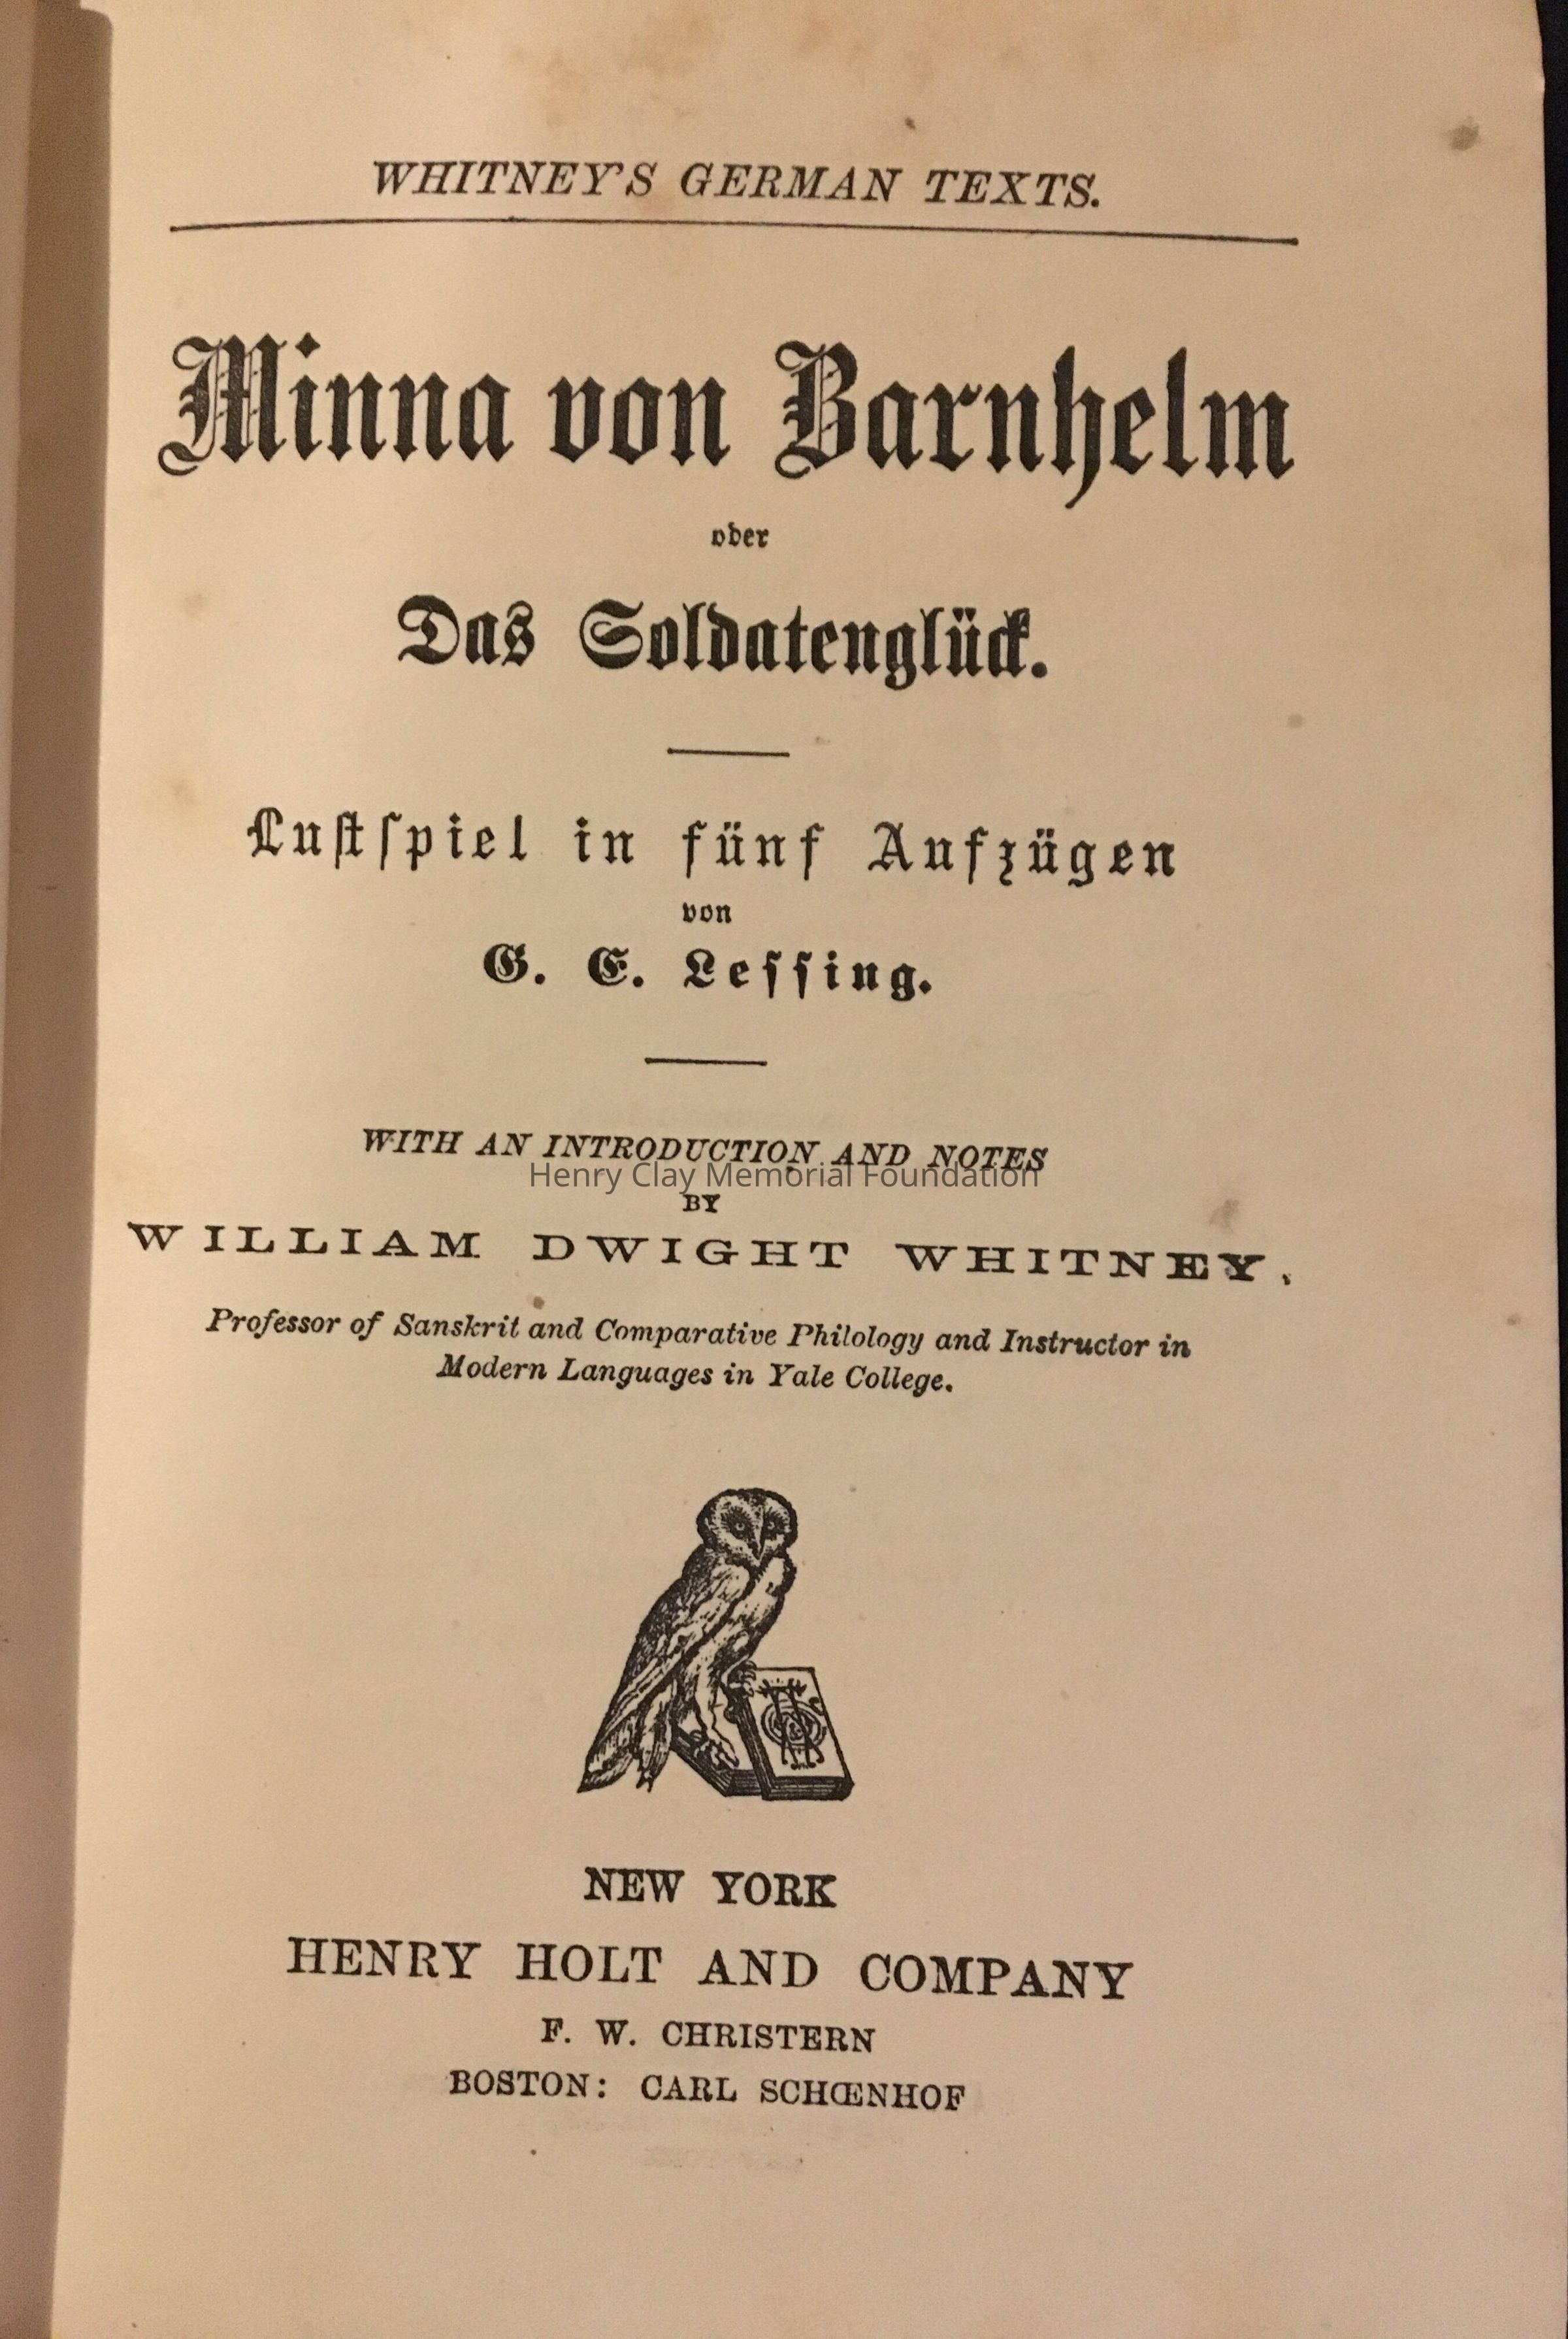 WHITNEY'S GERMAN TEXTS.
Minna von Barnhelm
oder
Das Soldatenglück.
Luſtſpiel in fünf Aufzügen
von
G. E. Leſſing.
WITH AN INTRODUCTION AND NOTES
Henry Clay Memorial Foundation
BY
WILLIAM DWIGHT WHITNEY.
Professor of Sanskrit and Comparative Philology and Instructor in
Modern Languages in Yale College.
NEW YORK
HENRY HOLT AND COMPANY
F. W. CHRISTERN
BOSTON: CARL SCHŒNHOF